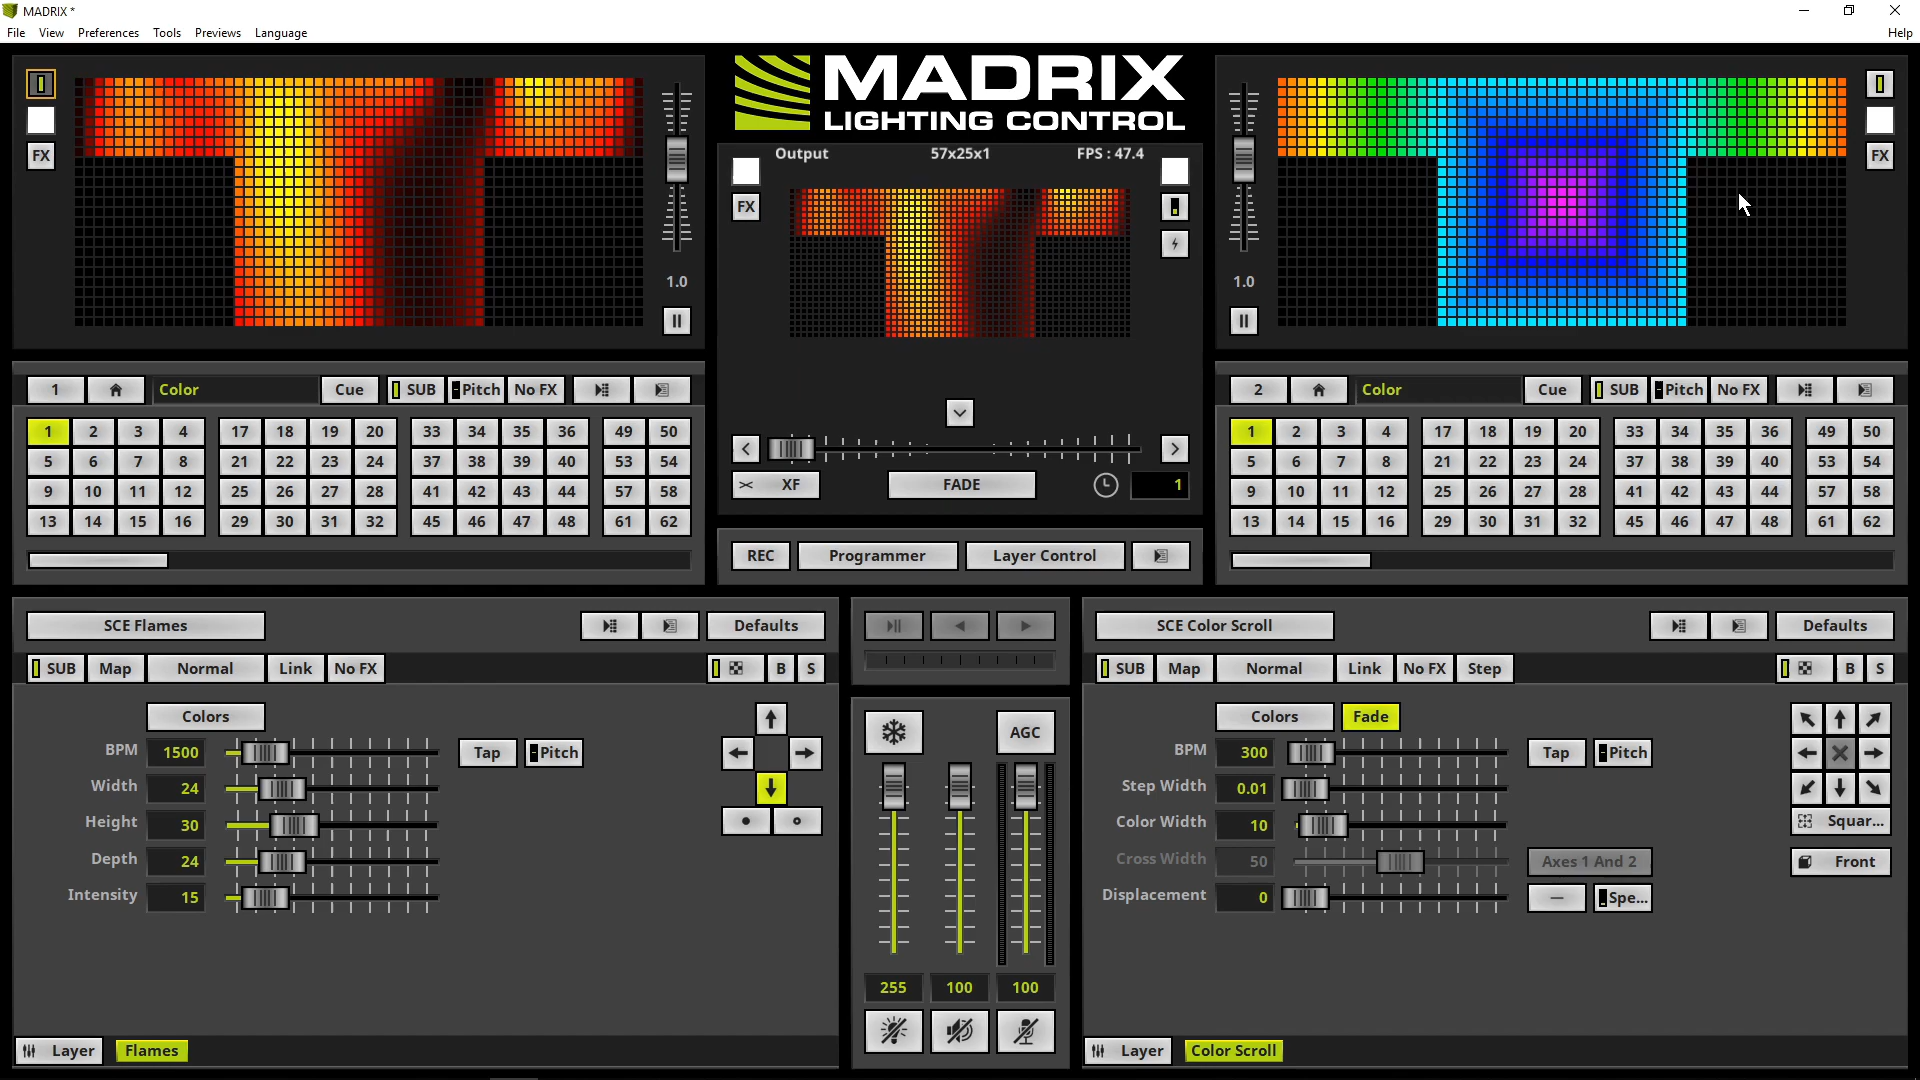 MADRIX *
File View Preferences Tools Previews Language Help
MADRIX
LIGHTING CONTROL
FX
1.0
Output 57x25x1 FPS : 47.4
FX
1.0
FX
1 Color Cue SUB Pitch No FX
1 2 3 4 17 18 19 20 33 34 35 36 49 50
5 6 7 8 21 22 23 24 37 38 39 40 53 54
9 10 11 12 25 26 27 28 41 42 43 44 57 58
13 14 15 16 29 30 31 32 45 46 47 48 61 62
XF FADE 1
REC Programmer Layer Control
2 Color Cue SUB Pitch No FX
1 2 3 4 17 18 19 20 33 34 35 36 49 50
5 6 7 8 21 22 23 24 37 38 39 40 53 54
9 10 11 12 25 26 27 28 41 42 43 44 57 58
13 14 15 16 29 30 31 32 45 46 47 48 61 62
SCE Flames Defaults
SUB Map Normal Link No FX B S
Colors
BPM 1500 Tap Pitch
Width 24
Height 30
Depth 24
Intensity 15
Layer Flames
AGC
255 100 100
SCE Color Scroll Defaults
SUB Map Normal Link No FX Step B S
Colors Fade
BPM 300 Tap Pitch
Step Width 0.01
Color Width 10 Squar...
Cross Width 50 Axes 1 And 2 Front
Displacement 0 — Spe...
Layer Color Scroll